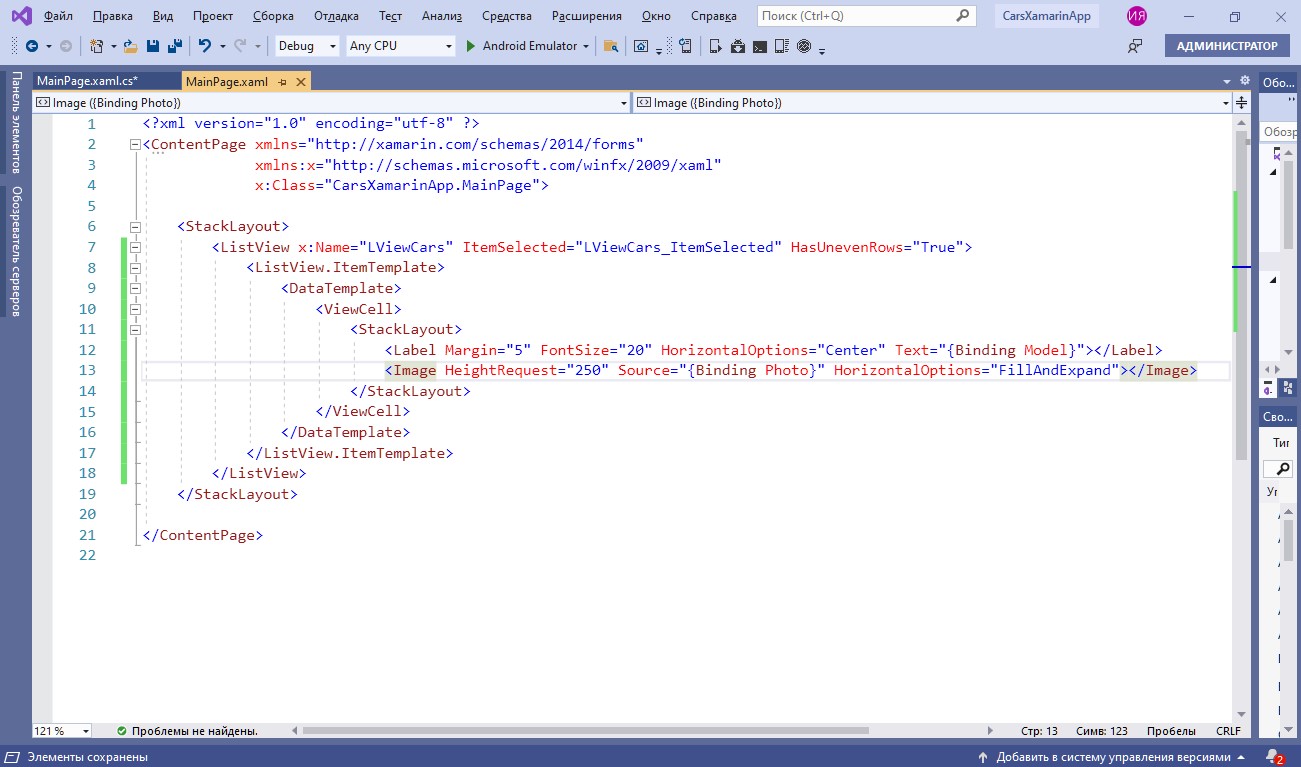 Файл Правка Вид Проект Сборка Отладка Тест Анализ Средства Расширения Окно Справка Поиск (Ctrl+Q) CarsXamarinApp ИЯ
Debug Any CPU Android Emulator АДМИНИСТРАТОР
MainPage.xaml.cs* MainPage.xaml Обо...
Image ({Binding Photo}) Image ({Binding Photo})
Панель элементов
Обозреватель серверов
1 <?xml version="1.0" encoding="utf-8" ?>
2 <ContentPage xmlns="http://xamarin.com/schemas/2014/forms"
3 xmlns:x="http://schemas.microsoft.com/winfx/2009/xaml"
4 x:Class="CarsXamarinApp.MainPage">
5
6 <StackLayout>
7 <ListView x:Name="LViewCars" ItemSelected="LViewCars_ItemSelected" HasUnevenRows="True">
8 <ListView.ItemTemplate>
9 <DataTemplate>
10 <ViewCell>
11 <StackLayout>
12 <Label Margin="5" FontSize="20" HorizontalOptions="Center" Text="{Binding Model}"></Label>
13 <Image HeightRequest="250" Source="{Binding Photo}" HorizontalOptions="FillAndExpand"></Image>
14 </StackLayout>
15 </ViewCell>
16 </DataTemplate>
17 </ListView.ItemTemplate>
18 </ListView>
19 </StackLayout>
20
21 </ContentPage>
22
Обозр
Сво...
Тип
121 % Проблемы не найдены. Стр: 13 Симв: 123 Пробелы CRLF
Элементы сохранены Добавить в систему управления версиями 2